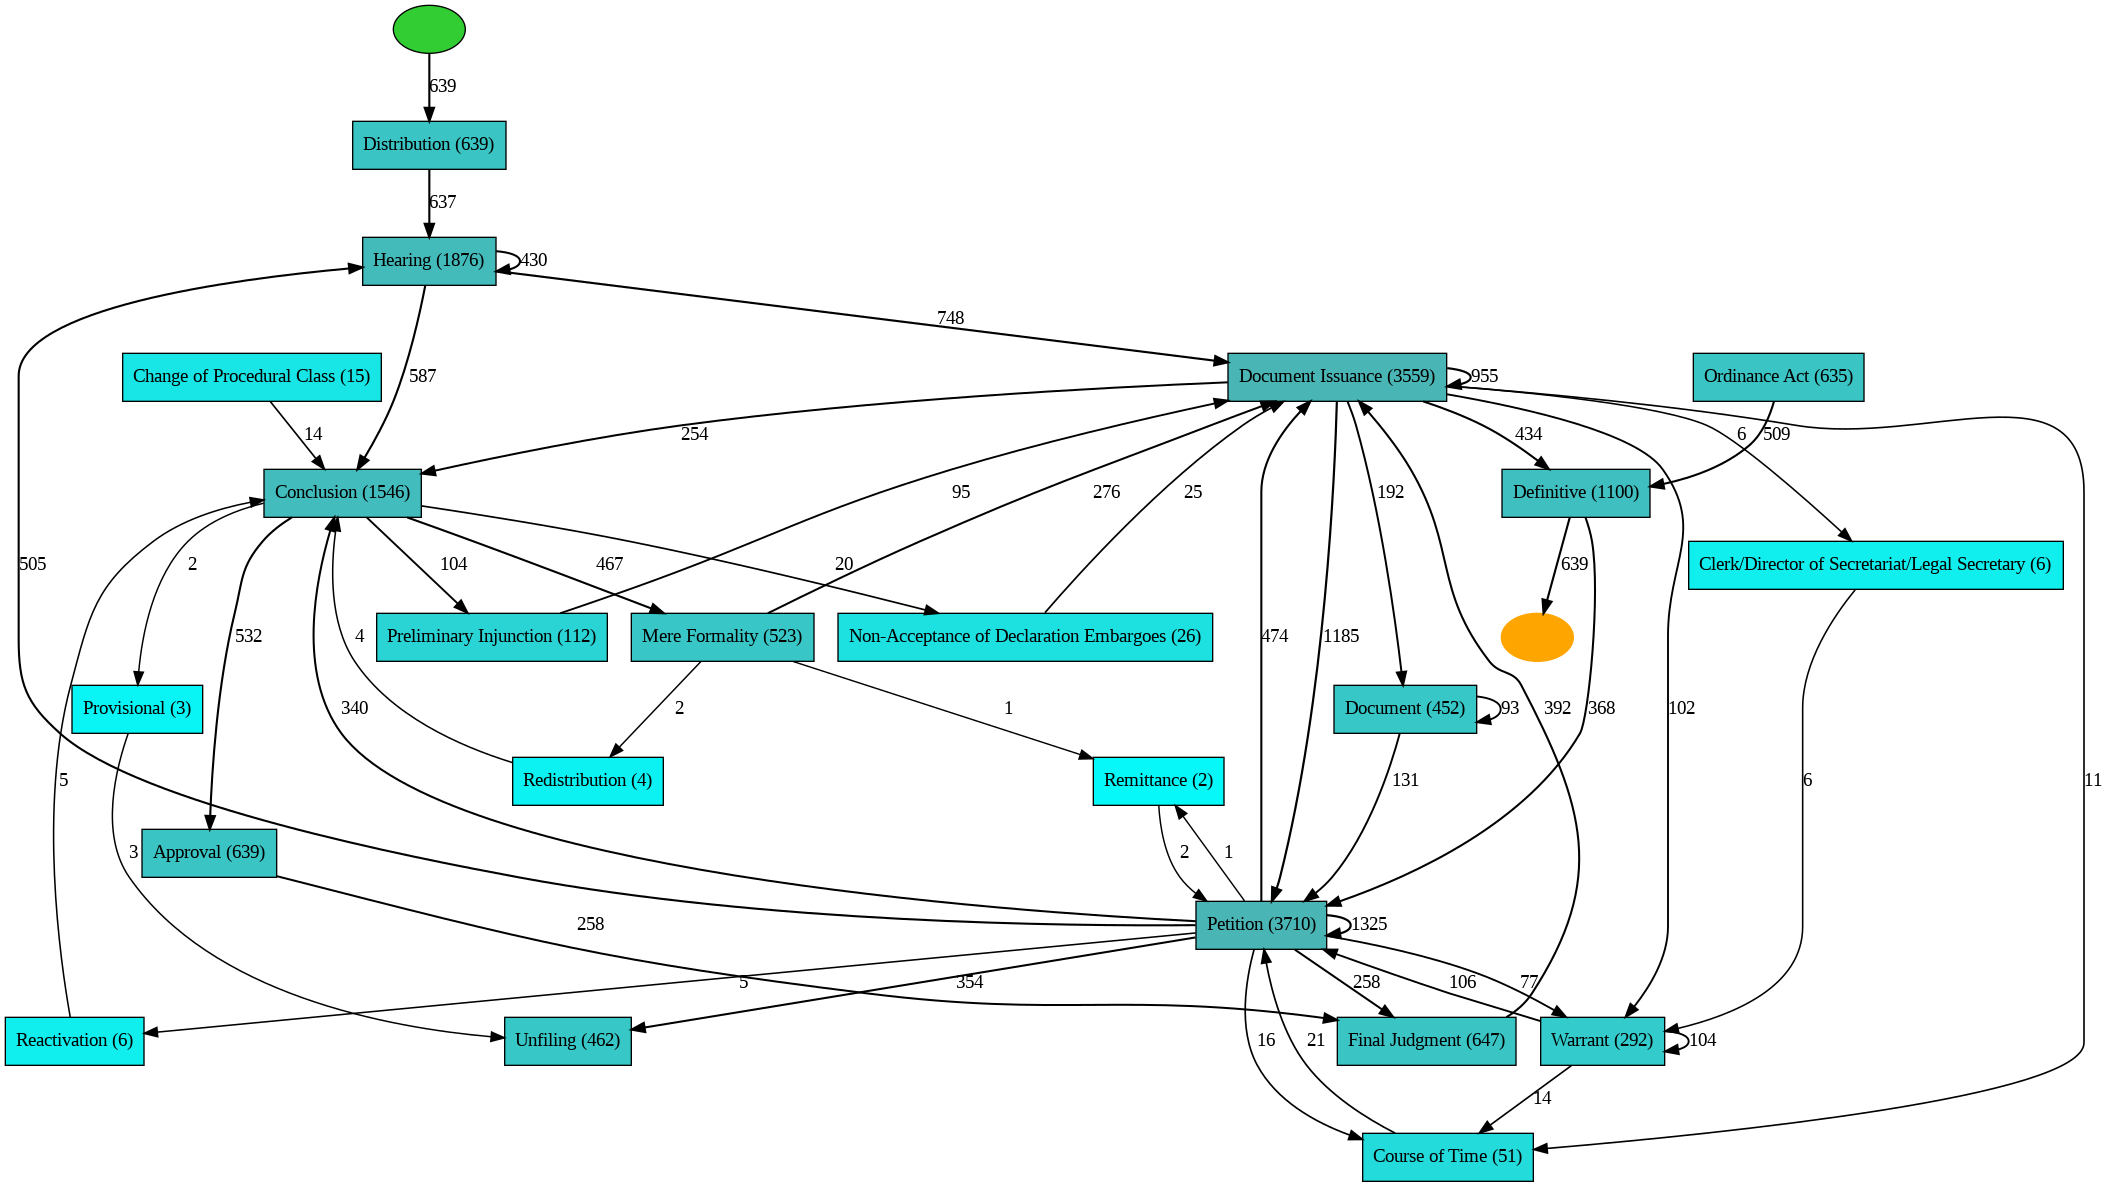 639
Distribution (639)
637
Hearing (1876)
430
748
Change of Procedural Class (15)
587
Document Issuance (3559)
955
Ordinance Act (635)
14
254
434
6
509
Conclusion (1546)
95
276
25
192
Definitive (1100)
505
2
104
467
20
639
Clerk/Director of Secretariat/Legal Secretary (6)
532
4
Preliminary Injunction (112)
Mere Formality (523)
Non-Acceptance of Declaration Embargoes (26)
474
1185
Provisional (3)
340
2
1
Document (452)
93
392
368
102
5
Redistribution (4)
Remittance (2)
131
6
11
3
Approval (639)
2
1
258
Petition (3710)
1325
5
354
258
106
77
Reactivation (6)
Unfiling (462)
16
21
Final Judgment (647)
Warrant (292)
104
14
Course of Time (51)